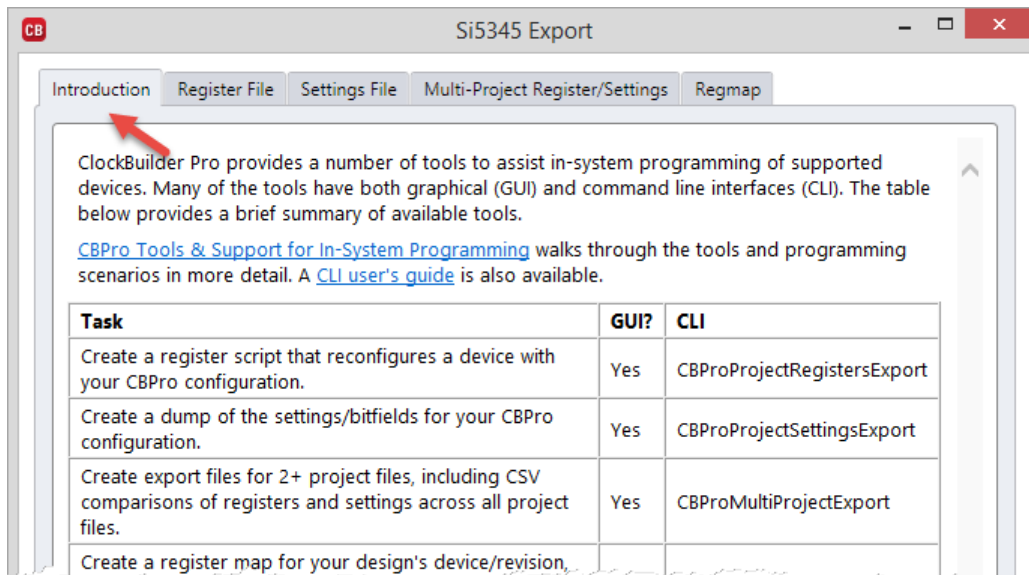 CB
Si5345 Export
Introduction Register File Settings File Multi-Project Register/Settings Regmap
ClockBuilder Pro provides a number of tools to assist in-system programming of supported
devices. Many of the tools have both graphical (GUI) and command line interfaces (CLI). The table
below provides a brief summary of available tools.
CBPro Tools & Support for In-System Programming walks through the tools and programming
scenarios in more detail. A CLI user's guide is also available.
Task GUI? CLI
Create a register script that reconfigures a device with
your CBPro configuration.
Yes CBProProjectRegistersExport
Create a dump of the settings/bitfields for your CBPro
configuration.
Yes CBProProjectSettingsExport
Create export files for 2+ project files, including CSV
comparisons of registers and settings across all project
files.
Yes CBProMultiProjectExport
Create a register map for your design's device/revision,